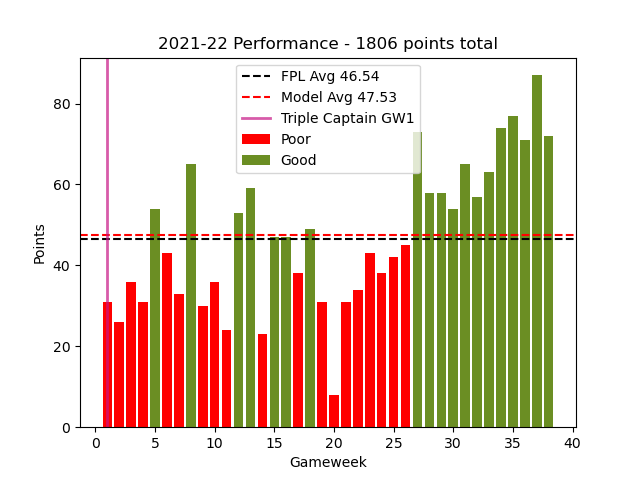 2021-22 Performance - 1806 points total
FPL Avg 46.54
Model Avg 47.53
Triple Captain GW1
Poor
Good
Points
80
60
40
20
0
0 5 10 15 20 25 30 35 40
Gameweek